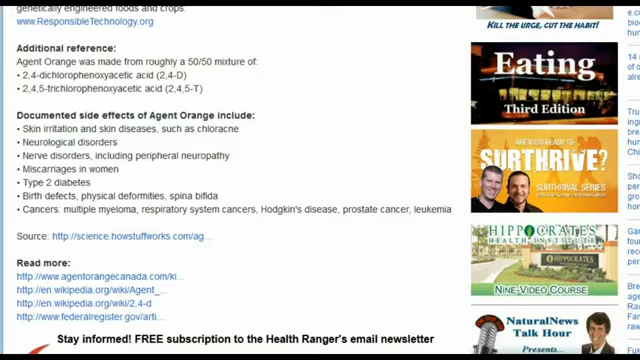 genetically engineered foods and crops:
www.ResponsibleTechnology.org
Additional reference:
Agent Orange was made from roughly a 50/50 mixture of:
• 2,4-dichlorophenoxyacetic acid (2,4-D)
• 2,4,5-trichlorophenoxyacetic acid (2,4,5-T)
Documented side effects of Agent Orange include:
• Skin irritation and skin diseases, such as chloracne
• Neurological disorders
• Nerve disorders, including peripheral neuropathy
• Miscarriages in women
• Type 2 diabetes
• Birth defects, physical deformities, spina bifida
• Cancers: multiple myeloma, respiratory system cancers, Hodgkin's disease, prostate cancer, leukemia
Source: http://science.howstuffworks.com/ag...
Read more:
http://www.agentorangecanada.com/ki...
http://en.wikipedia.org/wiki/Agent_...
http://en.wikipedia.org/wiki/2,4-d
http://www.federalregister.gov/arti...
Stay informed! FREE subscription to the Health Ranger's email newsletter
KILL THE URGE, CUT THE HABIT!
Eating
Third Edition
ARE YOU READY TO
SURTHRIVE?
SURTHRIVAL SERIES
HIPPOCRATES
HEALTH INSTITUTE
HIPPOCRATES
NINE-VIDEO COURSE
NaturalNews
Talk Hour
Presents...
14
of